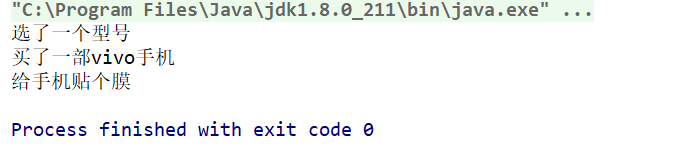 "C:\Program Files\Java\jdk1.8.0_211\bin\java.exe" ...
选了一个型号
买了一部vivo手机
给手机贴个膜
Process finished with exit code 0